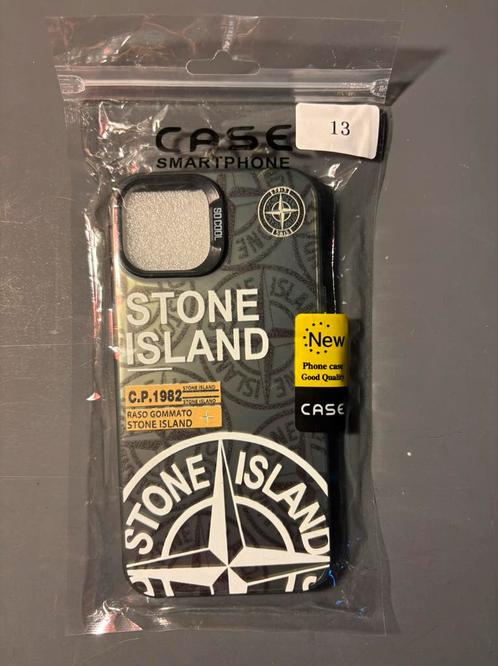 CASE
13
SMARTPHONE
SO COOL
STONE
ISLAND
New
Phone case
Good Quality
CASE
C.P.1982
STONE ISLAND
STONE ISLAND
RASO GOMMATO
STONE ISLAND
STONE ISLAND